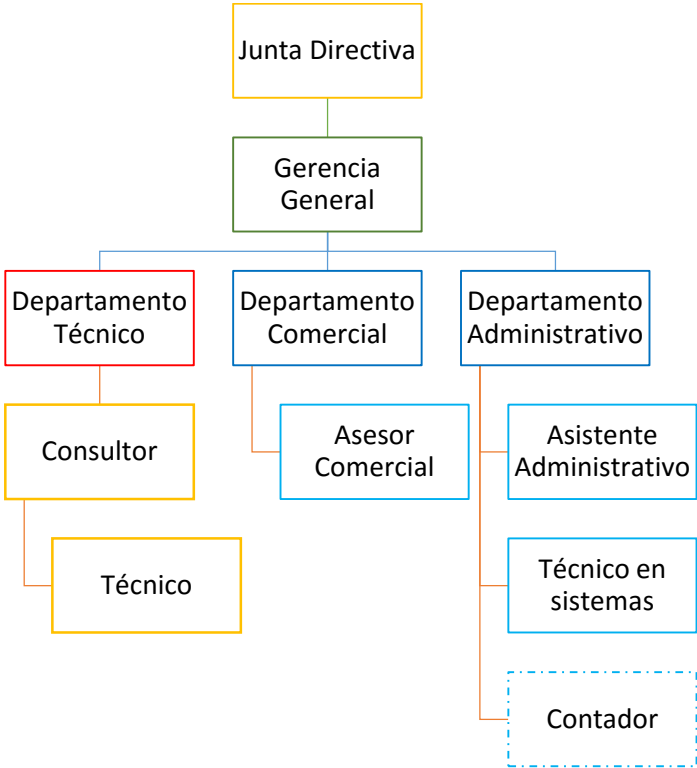 Junta Directiva
Gerencia
General
Departamento
Técnico
Departamento
Comercial
Departamento
Administrativo
Consultor
Asesor
Comercial
Asistente
Administrativo
Técnico
Técnico en
sistemas
Contador